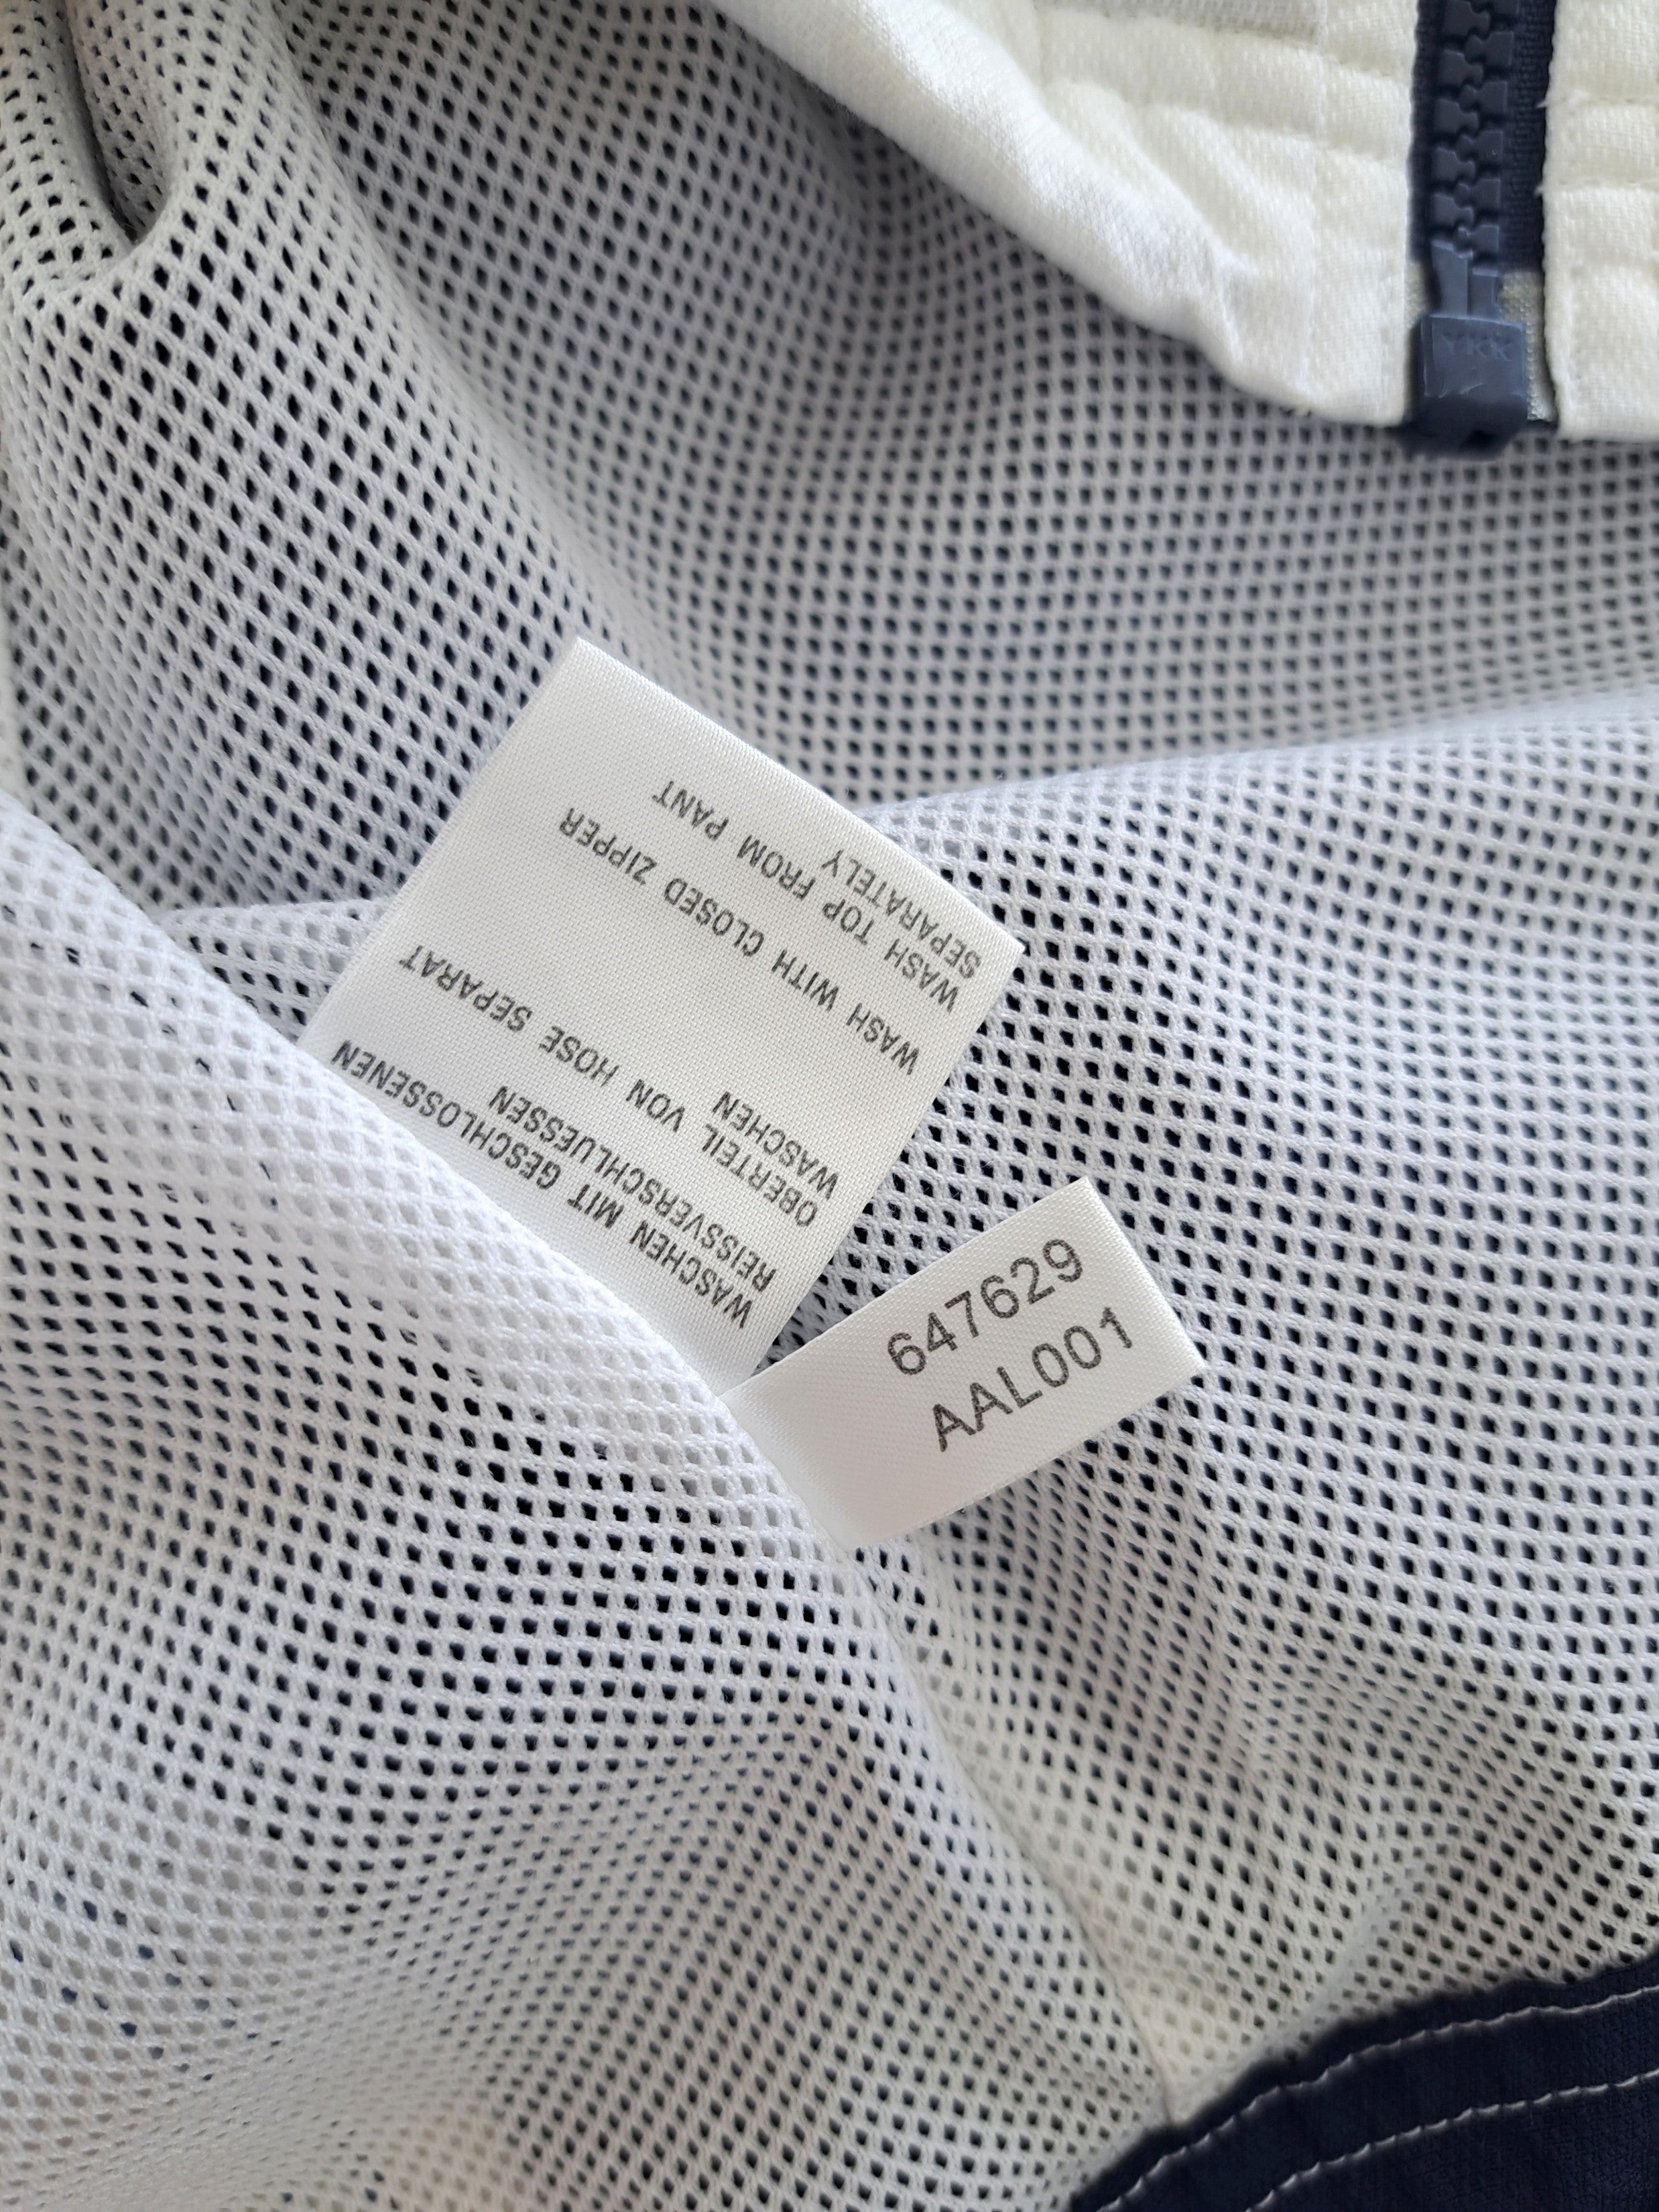 WASCHEN MIT GESCHLOSSENEN
REISSVERSCHLUESSEN
OBERTEIL VON HOSE SEPARAT
WASCHEN
WASH WITH CLOSED ZIPPER
WASH TOP FROM PANT
SEPARATELY
647629
AAL001
YKK